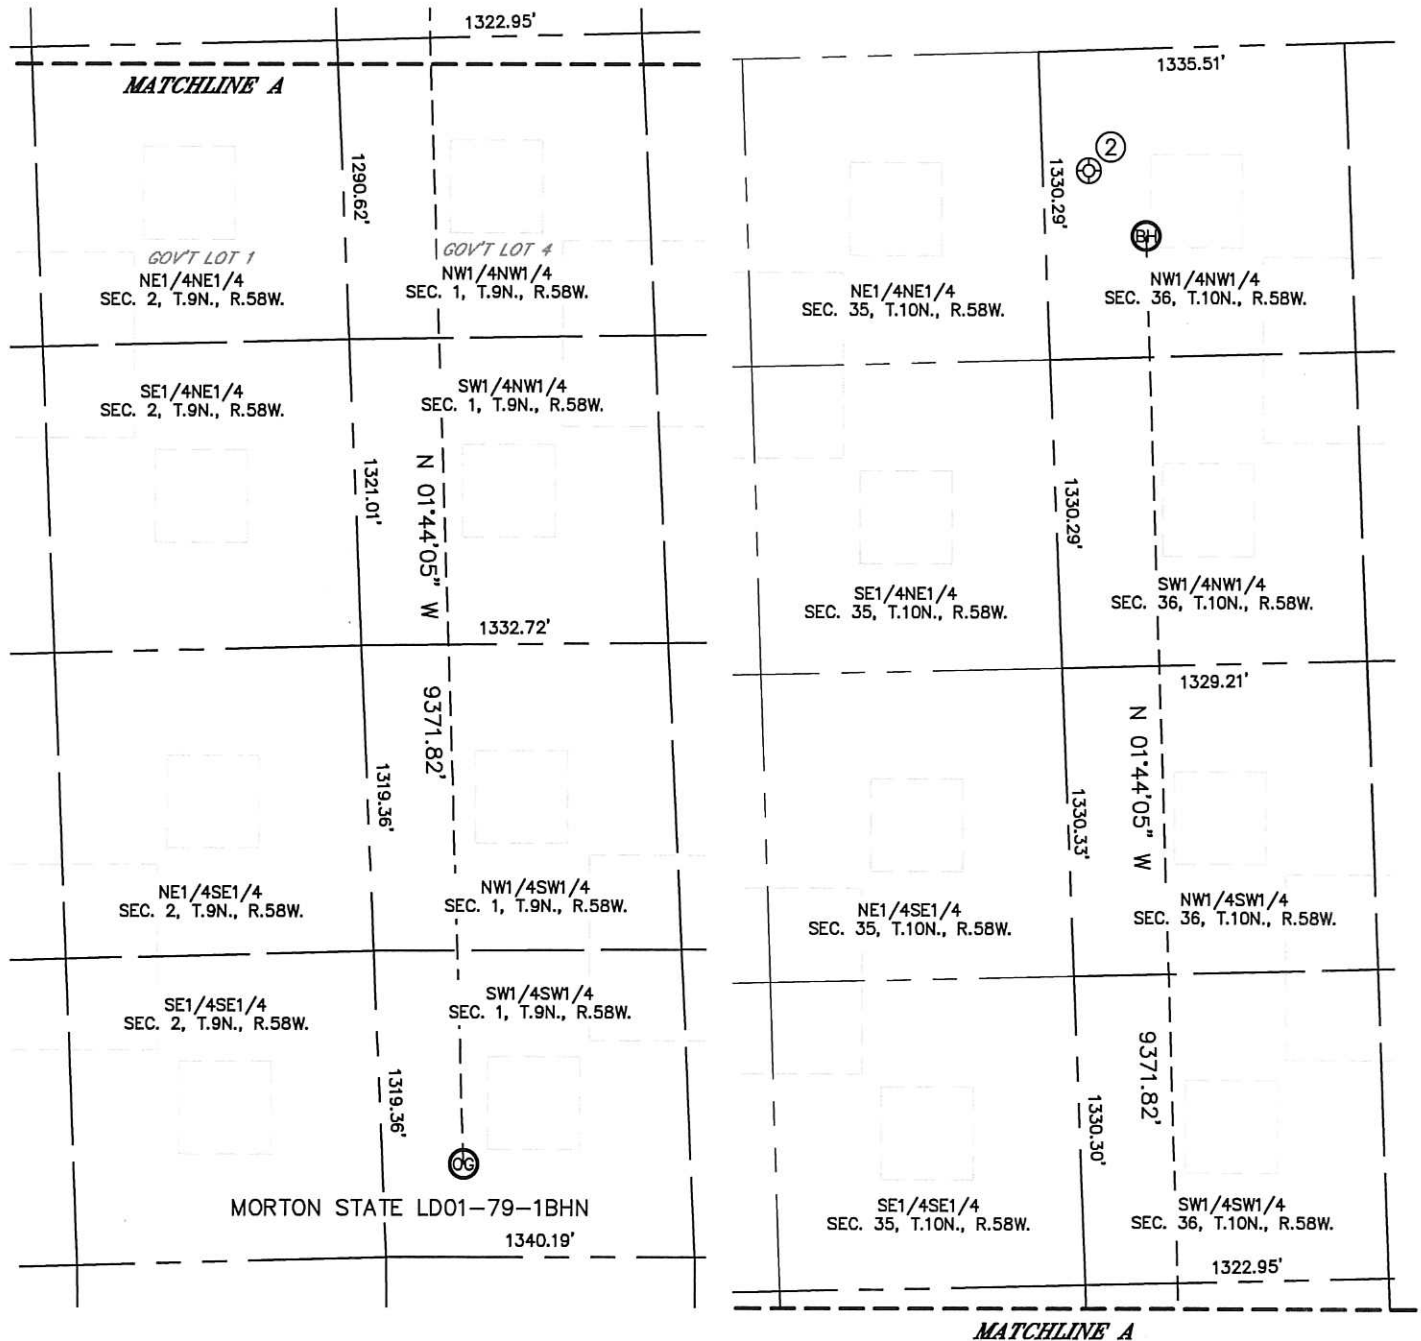 1322.95'
MATCHLINE A
1290.62'
GOV'T LOT 1
NE1/4NE1/4
SEC. 2, T.9N., R.58W.
GOV'T LOT 4
NW1/4NW1/4
SEC. 1, T.9N., R.58W.
SE1/4NE1/4
SEC. 2, T.9N., R.58W.
SW1/4NW1/4
SEC. 1, T.9N., R.58W.
1321.01'
N 01°44'05" W
1332.72'
9371.82'
1319.36'
NE1/4SE1/4
SEC. 2, T.9N., R.58W.
NW1/4SW1/4
SEC. 1, T.9N., R.58W.
SE1/4SE1/4
SEC. 2, T.9N., R.58W.
SW1/4SW1/4
SEC. 1, T.9N., R.58W.
1319.36'
OG
MORTON STATE LD01-79-1BHN
1340.19'
1335.51'
2
1330.29'
BH
NE1/4NE1/4
SEC. 35, T.10N., R.58W.
NW1/4NW1/4
SEC. 36, T.10N., R.58W.
1330.29'
SE1/4NE1/4
SEC. 35, T.10N., R.58W.
SW1/4NW1/4
SEC. 36, T.10N., R.58W.
1329.21'
N 01°44'05" W
1330.33'
NE1/4SE1/4
SEC. 35, T.10N., R.58W.
NW1/4SW1/4
SEC. 36, T.10N., R.58W.
9371.82'
1330.30'
SE1/4SE1/4
SEC. 35, T.10N., R.58W.
SW1/4SW1/4
SEC. 36, T.10N., R.58W.
1322.95'
MATCHLINE A